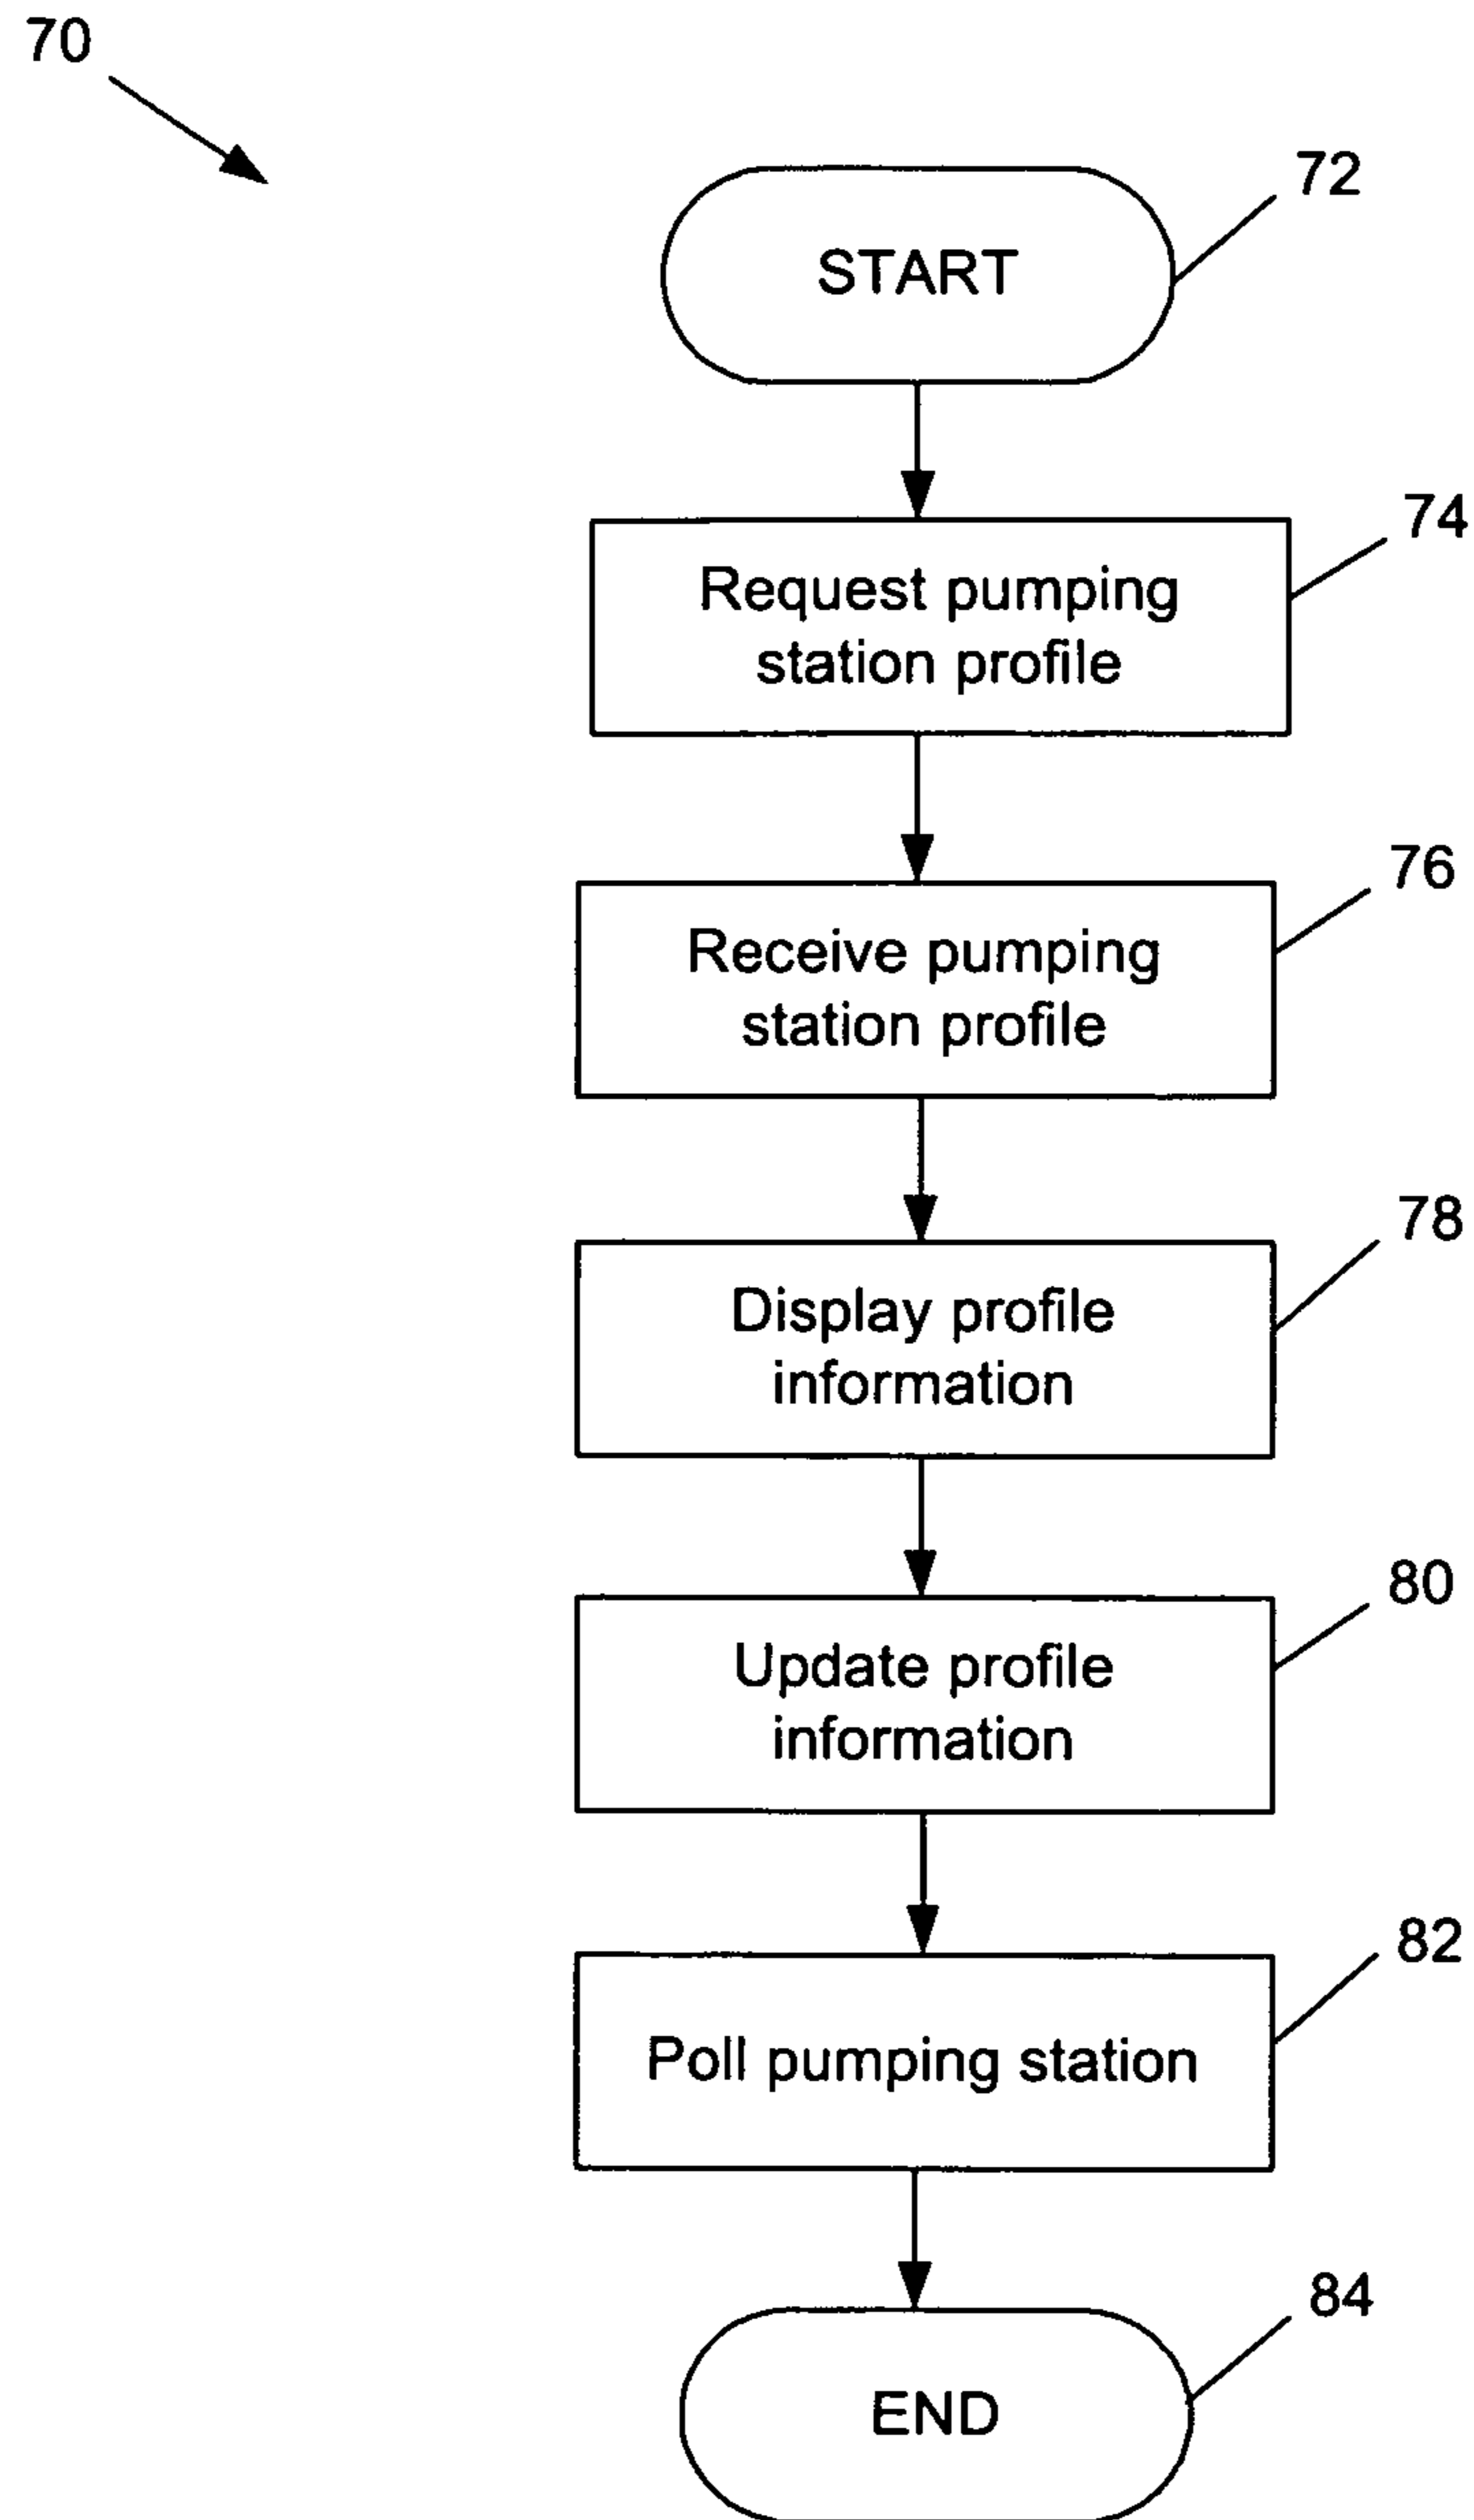 70
72
START
74
Request pumping
station profile
76
Receive pumping
station profile
78
Display profile
information
80
Update profile
information
82
Poll pumping station
84
END